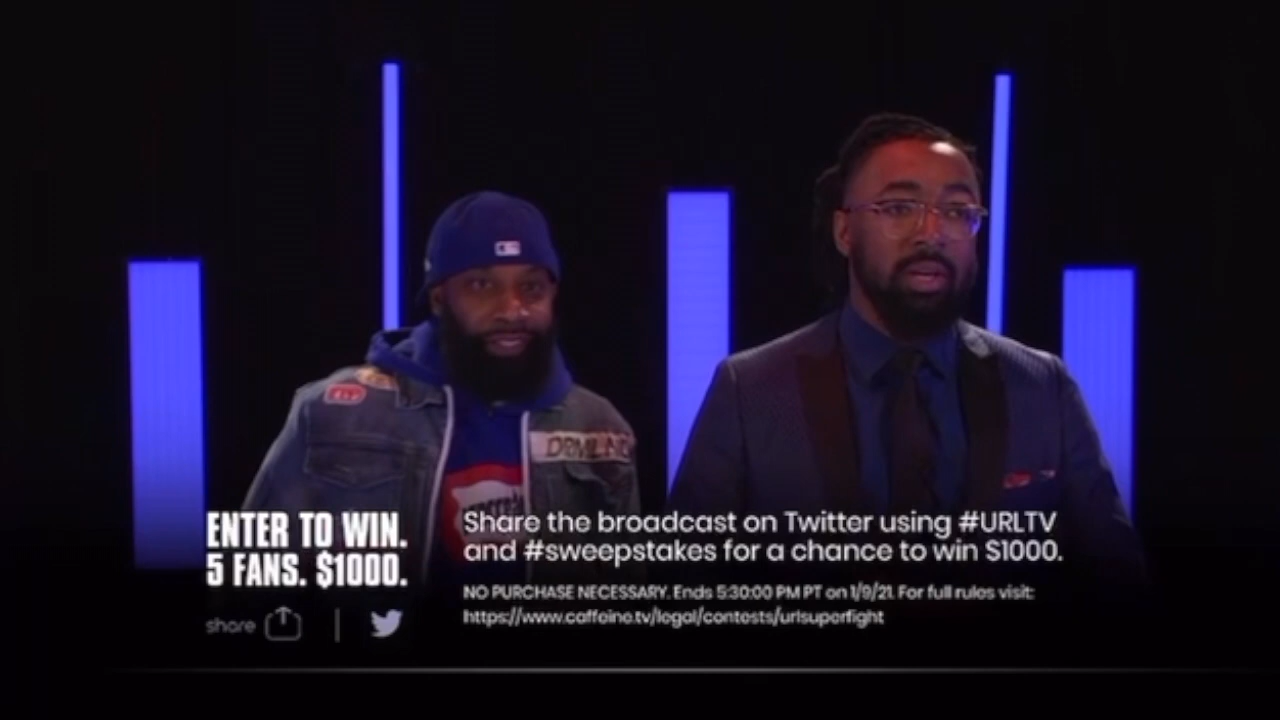 DRMLND
ENTER TO WIN.
5 FANS. $1000.
share
Share the broadcast on Twitter using #URLTV
and #sweepstakes for a chance to win $1000.
NO PURCHASE NECESSARY. Ends 5:30:00 PM PT on 1/9/21. For full rules visit:
https://www.caffeine.tv/legal/contests/urlsuperfight